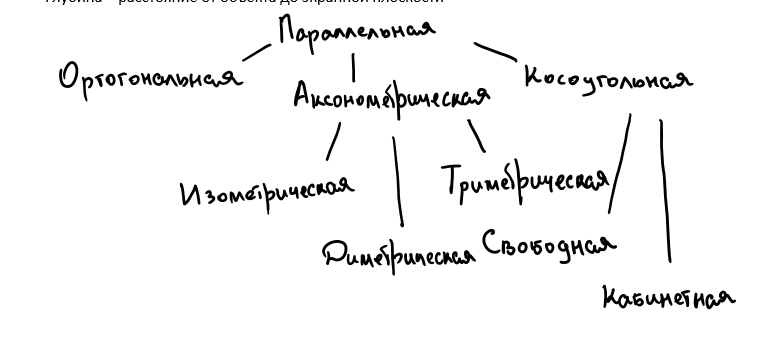 Глубина – расстояние от объекта до экранной плоскости
Параллельная
Ортогональная
Аксонометрическая
Косоугольная
Изометрическая
Триметрическая
Диметрическая
Свободная
Кабинетная